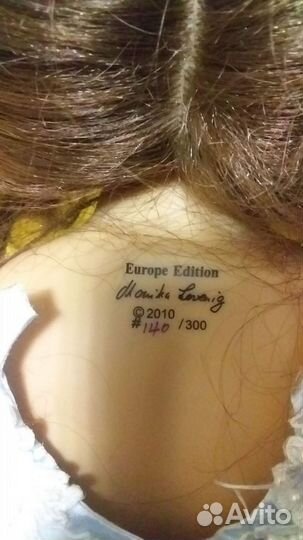 Europe Edition
Monika Levenig
© 2010
# 140 / 300
Avito